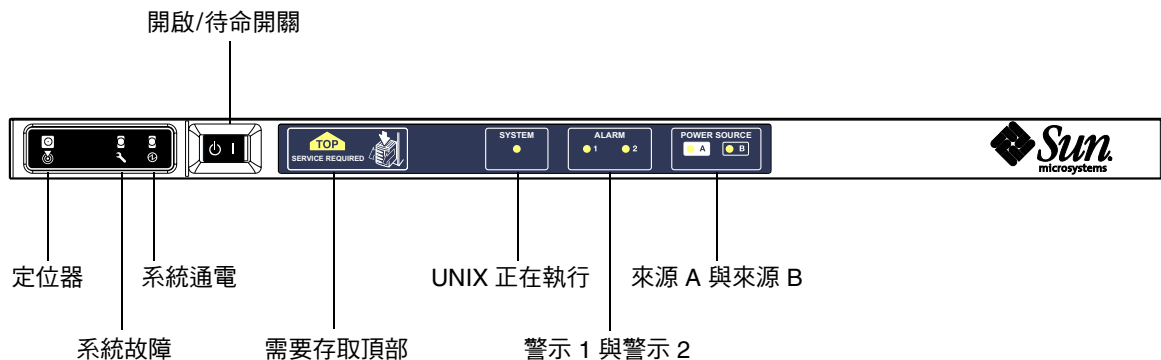 開啟/待命開關
TOP
SERVICE REQUIRED
SYSTEM
ALARM
1
2
POWER SOURCE
A
B
Sun.
microsystems
定位器
系統通電
UNIX 正在執行
來源 A 與來源 B
系統故障
需要存取頂部
警示 1 與警示 2